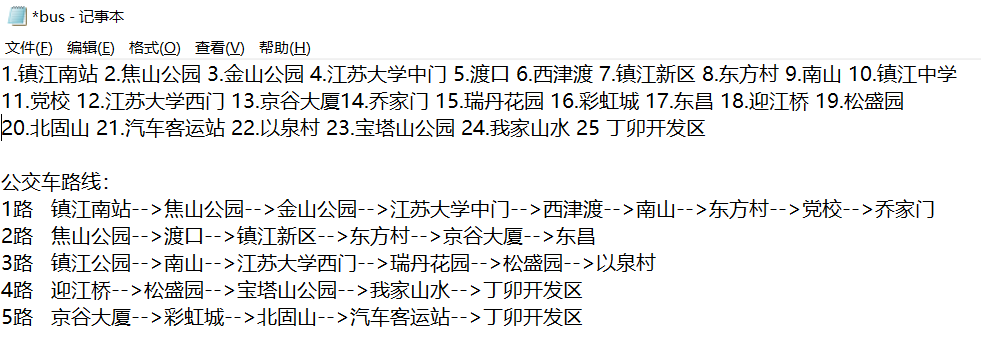 *bus - 记事本
文件(F) 编辑(E) 格式(O) 查看(V) 帮助(H)
1.镇江南站 2.焦山公园 3.金山公园 4.江苏大学中门 5.渡口 6.西津渡 7.镇江新区 8.东方村 9.南山 10.镇江中学
11.党校 12.江苏大学西门 13.京谷大厦14.乔家门 15.瑞丹花园 16.彩虹城 17.东昌 18.迎江桥 19.松盛园
20.北固山 21.汽车客运站 22.以泉村 23.宝塔山公园 24.我家山水 25 丁卯开发区
公交车路线：
1路 镇江南站-->焦山公园-->金山公园-->江苏大学中门-->西津渡-->南山-->东方村-->党校-->乔家门
2路 焦山公园-->渡口-->镇江新区-->东方村-->京谷大厦-->东昌
3路 镇江公园-->南山-->江苏大学西门-->瑞丹花园-->松盛园-->以泉村
4路 迎江桥-->松盛园-->宝塔山公园-->我家山水-->丁卯开发区
5路 京谷大厦-->彩虹城-->北固山-->汽车客运站-->丁卯开发区